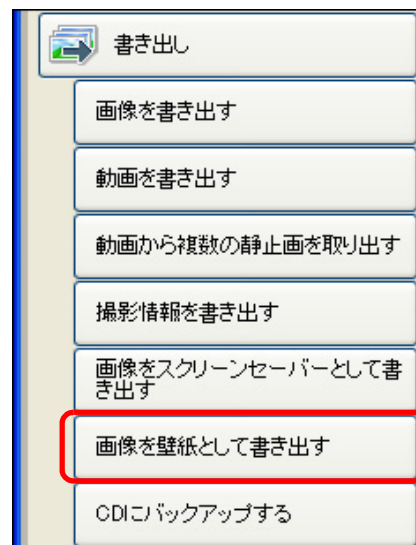 書き出し
画像を書き出す
動画を書き出す
動画から複数の静止画を取り出す
撮影情報を書き出す
画像をスクリーンセーバーとして書
き出す
画像を壁紙として書き出す
CDにバックアップする